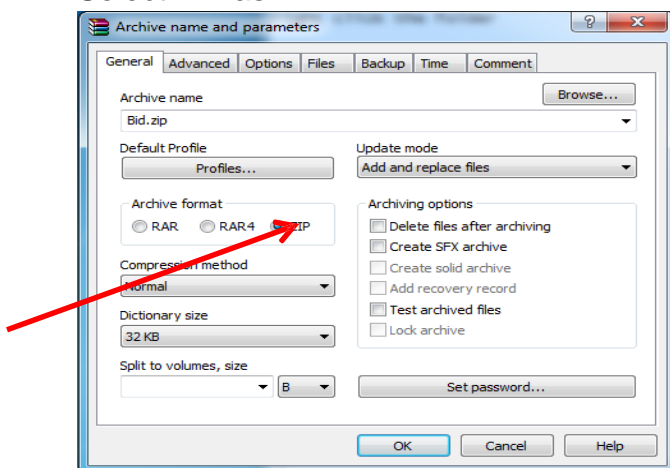 Archive name and parameters
General Advanced Options Files Backup Time Comment
Archive name
Browse...
Bid.zip
Default Profile
Profiles...
Update mode
Add and replace files
Archive format
RAR RAR4 ZIP
Compression method
Normal
Dictionary size
32 KB
Split to volumes, size
B
Archiving options
Delete files after archiving
Create SFX archive
Create solid archive
Add recovery record
Test archived files
Lock archive
Set password...
OK Cancel Help